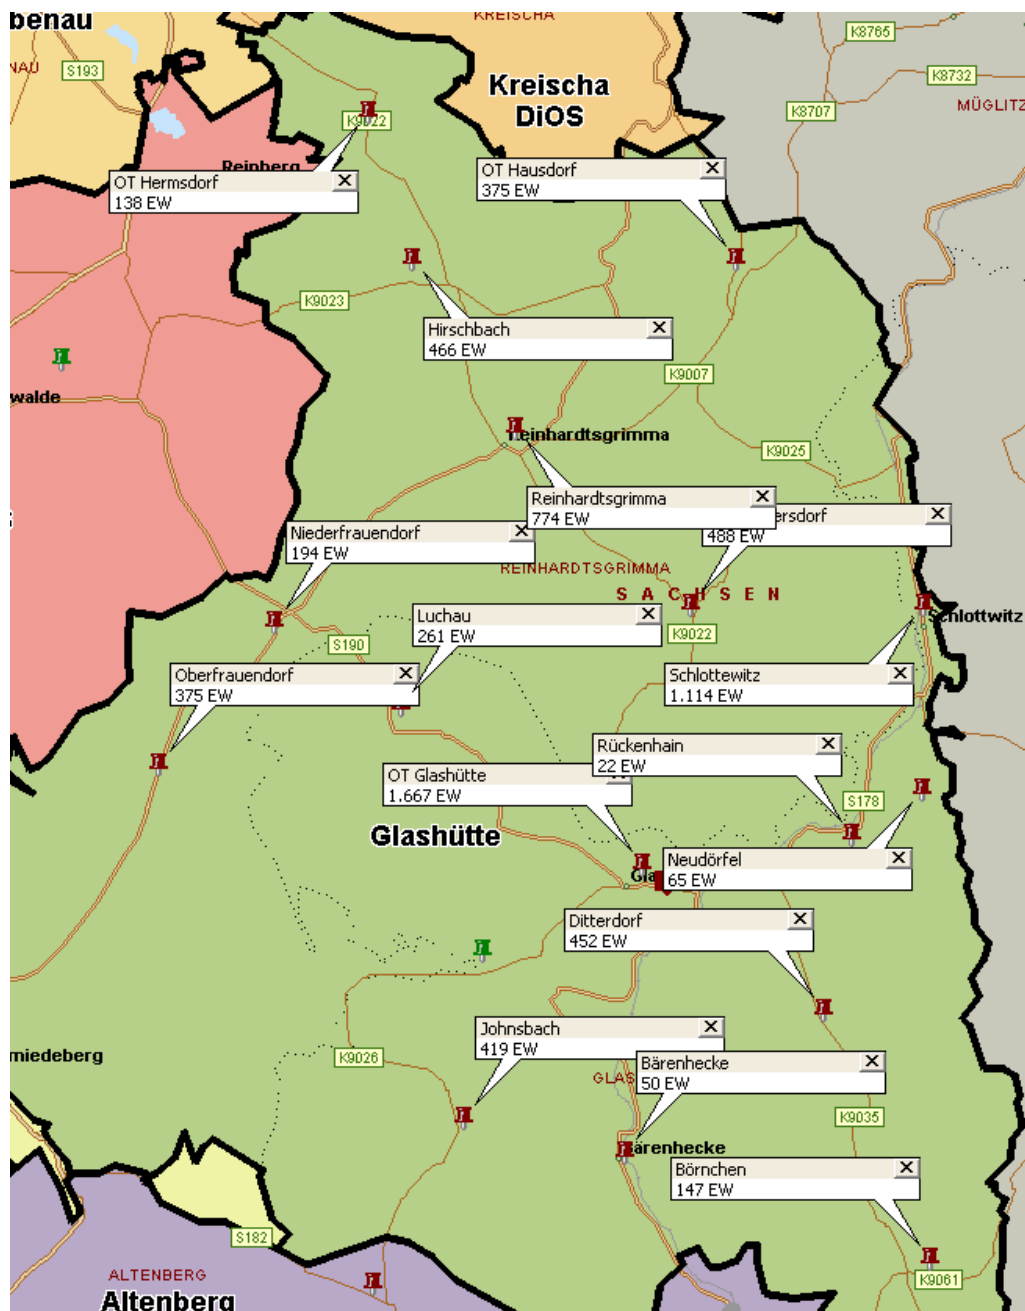 benau
KREISCHA
K8765
NAU
S193
K8732
Kreischa
DiOS
MÜGLITZ
K8707
K9022
Reinberg
OT Hermsdorf
138 EW
OT Hausdorf
375 EW
K9023
Hirschbach
466 EW
K9007
walde
Reinhardtsgrimma
K9025
Reinhardtsgrimma
774 EW
ersdorf
488 EW
Niederfrauendorf
194 EW
REINHARDTSGRIMMA
SACHSEN
Luchau
261 EW
Schlottwitz
S190
K9022
Oberfrauendorf
375 EW
Schlottewitz
1.114 EW
Rückenhain
22 EW
OT Glashütte
1.667 EW
S178
Glashütte
Neudörfel
65 EW
Gla
Ditterdorf
452 EW
Johnsbach
419 EW
miedeberg
K9026
Bärenhecke
50 EW
GLAS
K9035
Bärenhecke
Börnchen
147 EW
S182
ALTENBERG
K9061
Altenberg